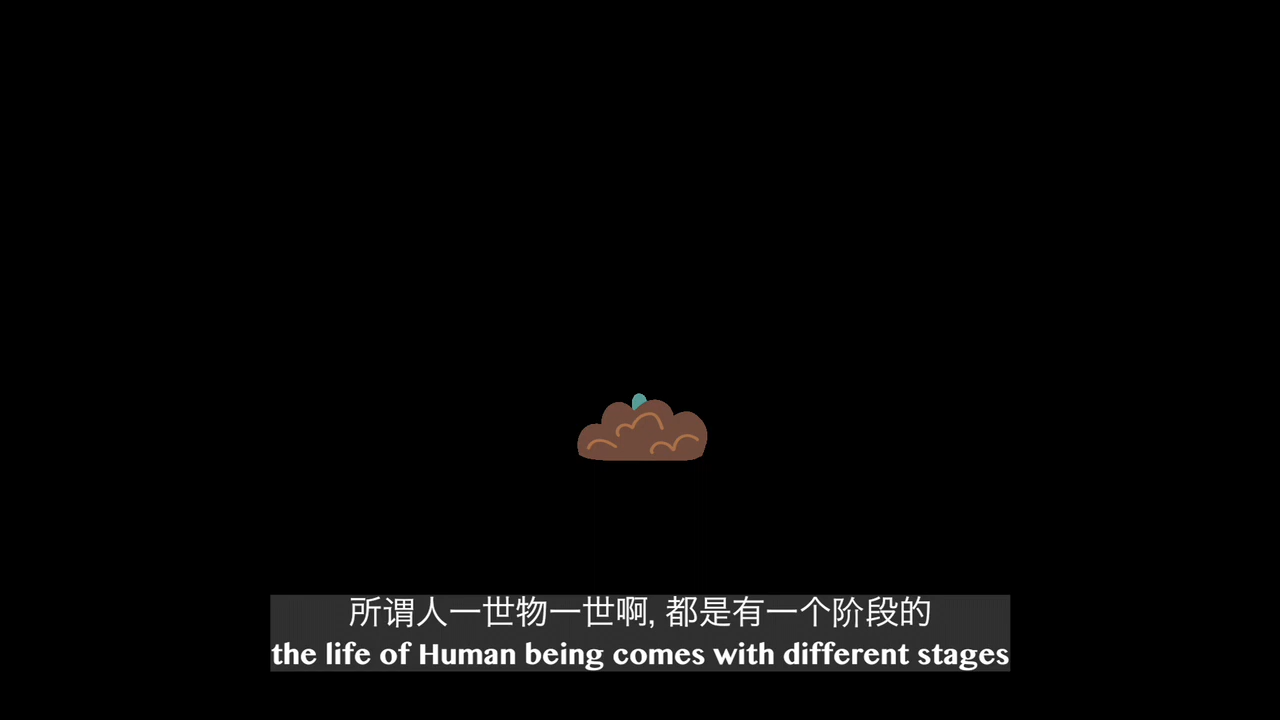 所谓人一世物一世啊, 都是有一个阶段的
the life of Human being comes with different stages